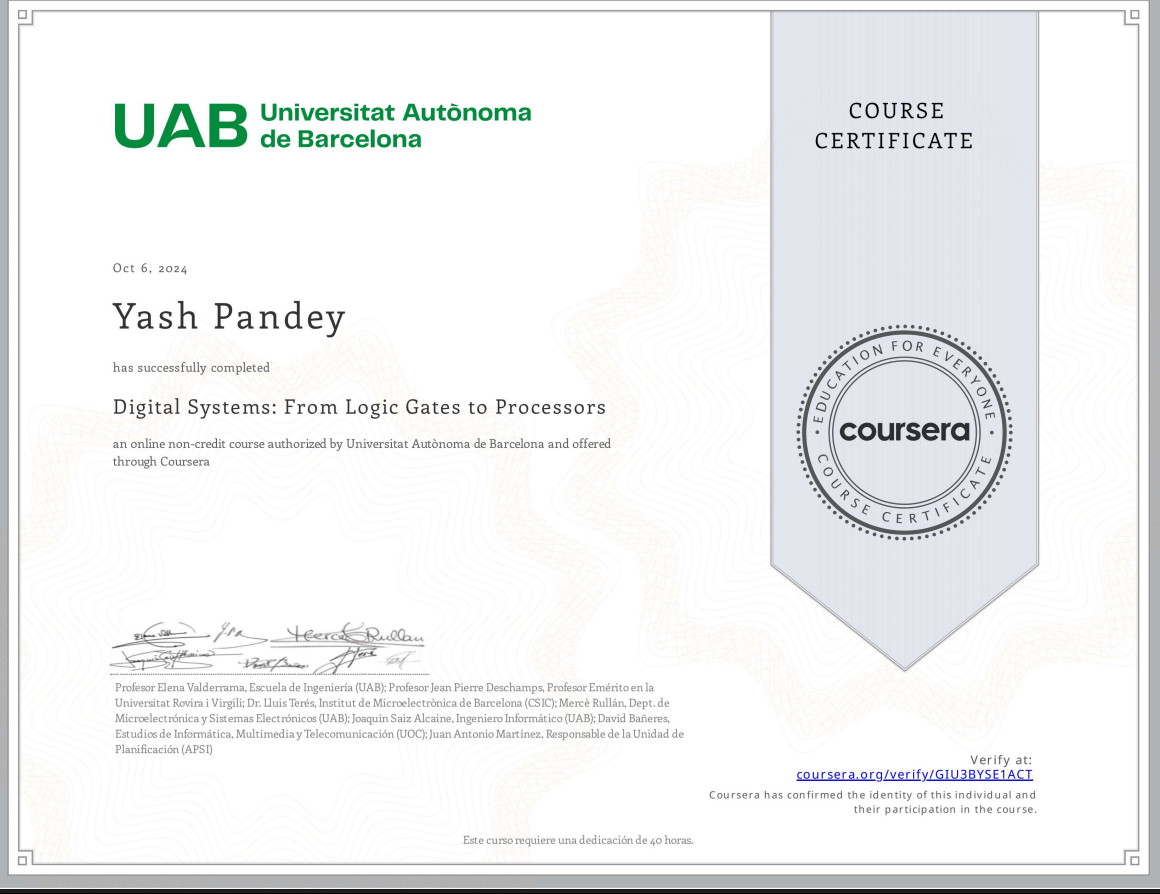 UAB Universitat Autònoma
de Barcelona
COURSE
CERTIFICATE
Oct 6, 2024
Yash Pandey
has successfully completed
Digital Systems: From Logic Gates to Processors
an online non-credit course authorized by Universitat Autònoma de Barcelona and offered
through Coursera
EDUCATION FOR EVERYONE
coursera
COURSE CERTIFICATE
Profesor Elena Valderrama, Escuela de Ingeniería (UAB); Profesor Jean Pierre Deschamps, Profesor Emérito en la
Universitat Rovira i Virgili; Dr. Lluis Terés, Institut de Microelectrònica de Barcelona (CSIC); Mercè Rullán, Dept. de
Microelectrónica y Sistemas Electrónicos (UAB); Joaquín Saiz Alcaine, Ingeniero Informático (UAB); David Bañeres,
Estudios de Informática, Multimedia y Telecomunicación (UOC); Juan Antonio Martínez, Responsable de la Unidad de
Planificación (APSI)
Verify at:
coursera.org/verify/GIU3BYSE1ACT
Coursera has confirmed the identity of this individual and
their participation in the course.
Este curso requiere una dedicación de 40 horas.